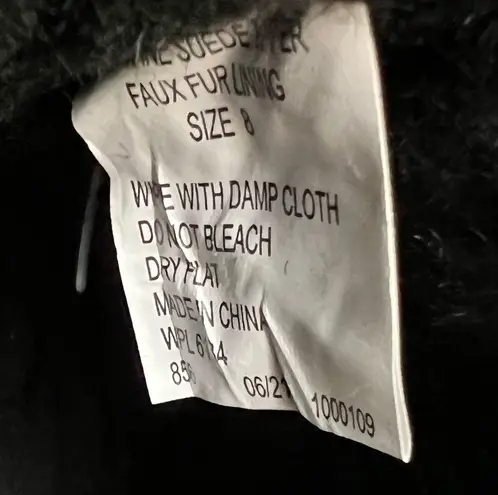 SUEDE
FAUX FUR LINING
SIZE 8
WIPE WITH DAMP CLOTH
DO NOT BLEACH
DRY FLAT
MADE IN CHINA
06/21 1000109